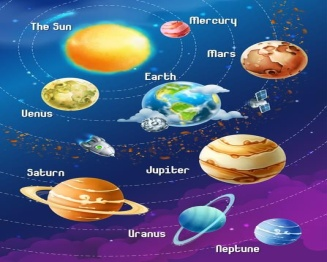 The Sun
Mercury
Mars
Earth
Venus
Saturn
Jupiter
Uranus
Neptune